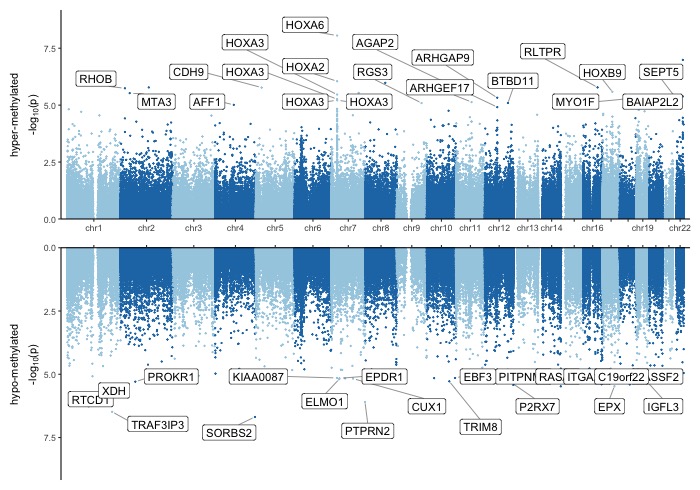 hyper-methylated
-log10(p)
7.5
5.0
2.5
0.0
HOXA6
HOXA3
AGAP2
ARHGAP9
RLTPR
RHOB
CDH9
HOXA3
HOXA2
RGS3
BTBD11
HOXB9
SEPT5
MTA3
AFF1
HOXA3
HOXA3
ARHGEF17
MYO1F
BAIAP2L2
chr1
chr2
chr3
chr4
chr5
chr6
chr7
chr8
chr9
chr10
chr11
chr12
chr13
chr14
chr16
chr19
chr22
hypo-methylated
-log10(p)
0.0
2.5
5.0
7.5
PROKR1
KIAA0087
EPDR1
EBF3
PITPN
RAS
ITGA
C19orf22
SSF2
XDH
RTCD1
ELMO1
CUX1
P2RX7
EPX
IGFL3
TRAF3IP3
SORBS2
PTPRN2
TRIM8